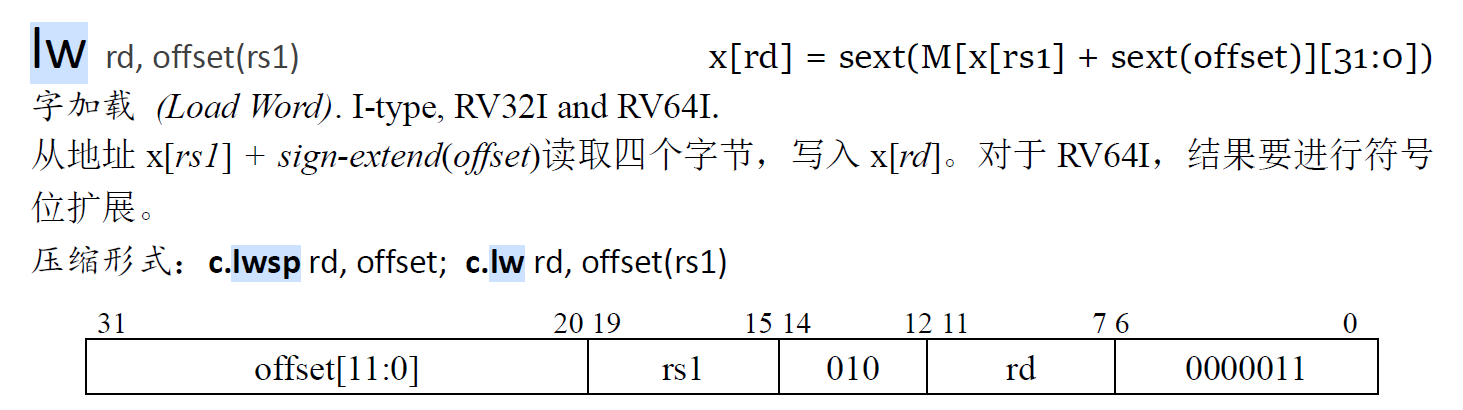 lw rd, offset(rs1) x[rd] = sext(M[x[rs1] + sext(offset)][31:0])
字加载 (Load Word). I-type, RV32I and RV64I.
从地址 x[rs1] + sign-extend(offset)读取四个字节，写入 x[rd]。对于 RV64I，结果要进行符号
位扩展。
压缩形式：c.lwsp rd, offset; c.lw rd, offset(rs1)
31 20 19 15 14 12 11 7 6 0
offset[11:0] rs1 010 rd 0000011